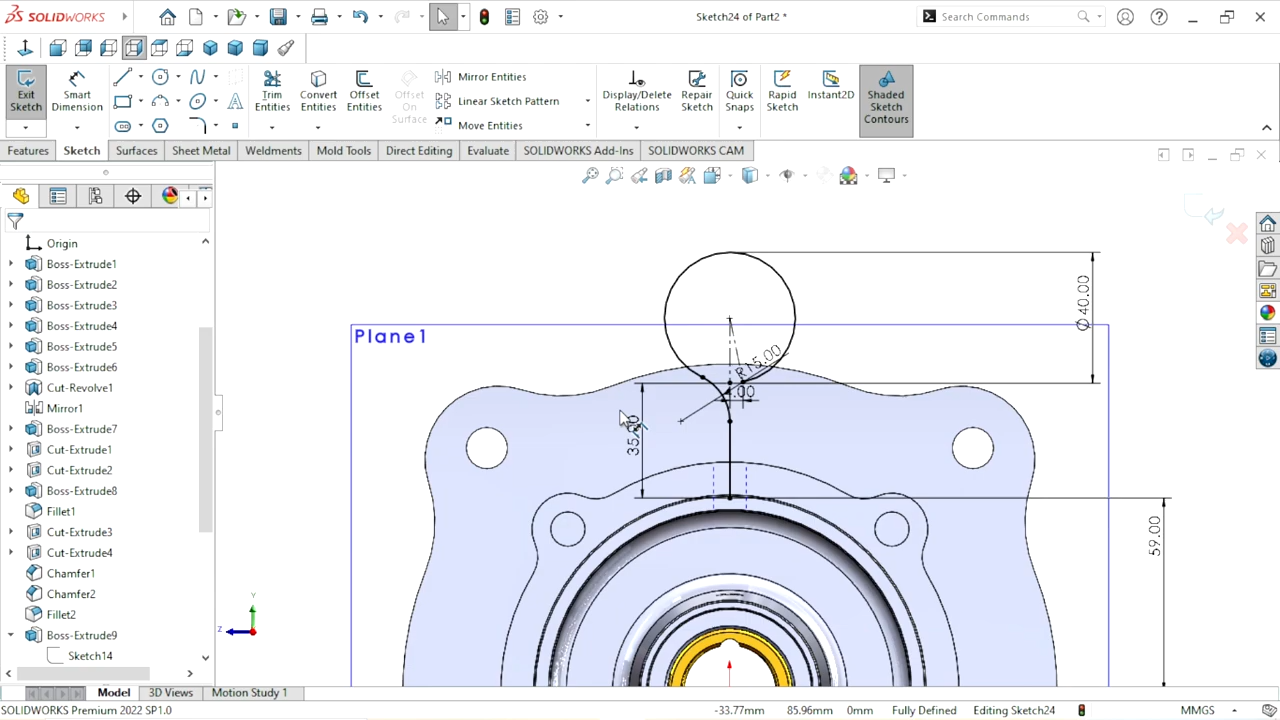 SOLIDWORKS
Sketch24 of Part2 *
Search Commands
Exit Sketch
Smart Dimension
Trim Entities
Convert Entities
Offset Entities
Offset On Surface
Mirror Entities
Linear Sketch Pattern
Move Entities
Display/Delete Relations
Repair Sketch
Quick Snaps
Rapid Sketch
Instant2D
Shaded Sketch Contours
Features
Sketch
Surfaces
Sheet Metal
Weldments
Mold Tools
Direct Editing
Evaluate
SOLIDWORKS Add-Ins
SOLIDWORKS CAM
Origin
Boss-Extrude1
Boss-Extrude2
Boss-Extrude3
Boss-Extrude4
Boss-Extrude5
Boss-Extrude6
Cut-Revolve1
Mirror1
Boss-Extrude7
Cut-Extrude1
Cut-Extrude2
Boss-Extrude8
Fillet1
Cut-Extrude3
Cut-Extrude4
Chamfer1
Chamfer2
Fillet2
Boss-Extrude9
Sketch14
Plane1
Ø40.00
R15.00
4.00
59.00
Y
Z
Model
3D Views
Motion Study 1
SOLIDWORKS Premium 2022 SP1.0
-33.77mm
85.96mm
0mm
Fully Defined
Editing Sketch24
MMGS